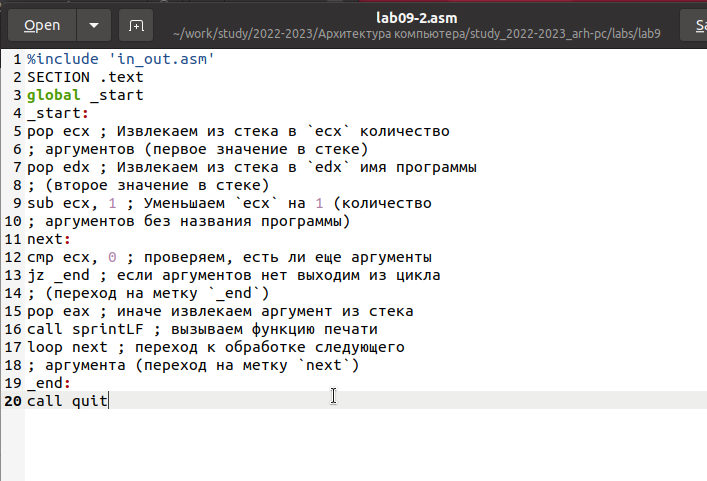 Open
lab09-2.asm
~/work/study/2022-2023/Архитектура компьютера/study_2022-2023_arh-pc/labs/lab9
1 %include 'in_out.asm'
2 SECTION .text
3 global _start
4 _start:
5 pop ecx ; Извлекаем из стека в `ecx` количество
6 ; аргументов (первое значение в стеке)
7 pop edx ; Извлекаем из стека в `edx` имя программы
8 ; (второе значение в стеке)
9 sub ecx, 1 ; Уменьшаем `ecx` на 1 (количество
10 ; аргументов без названия программы)
11 next:
12 cmp ecx, 0 ; проверяем, есть ли еще аргументы
13 jz _end ; если аргументов нет выходим из цикла
14 ; (переход на метку `_end`)
15 pop eax ; иначе извлекаем аргумент из стека
16 call sprintLF ; вызываем функцию печати
17 loop next ; переход к обработке следующего
18 ; аргумента (переход на метку `next`)
19 _end:
20 call quit